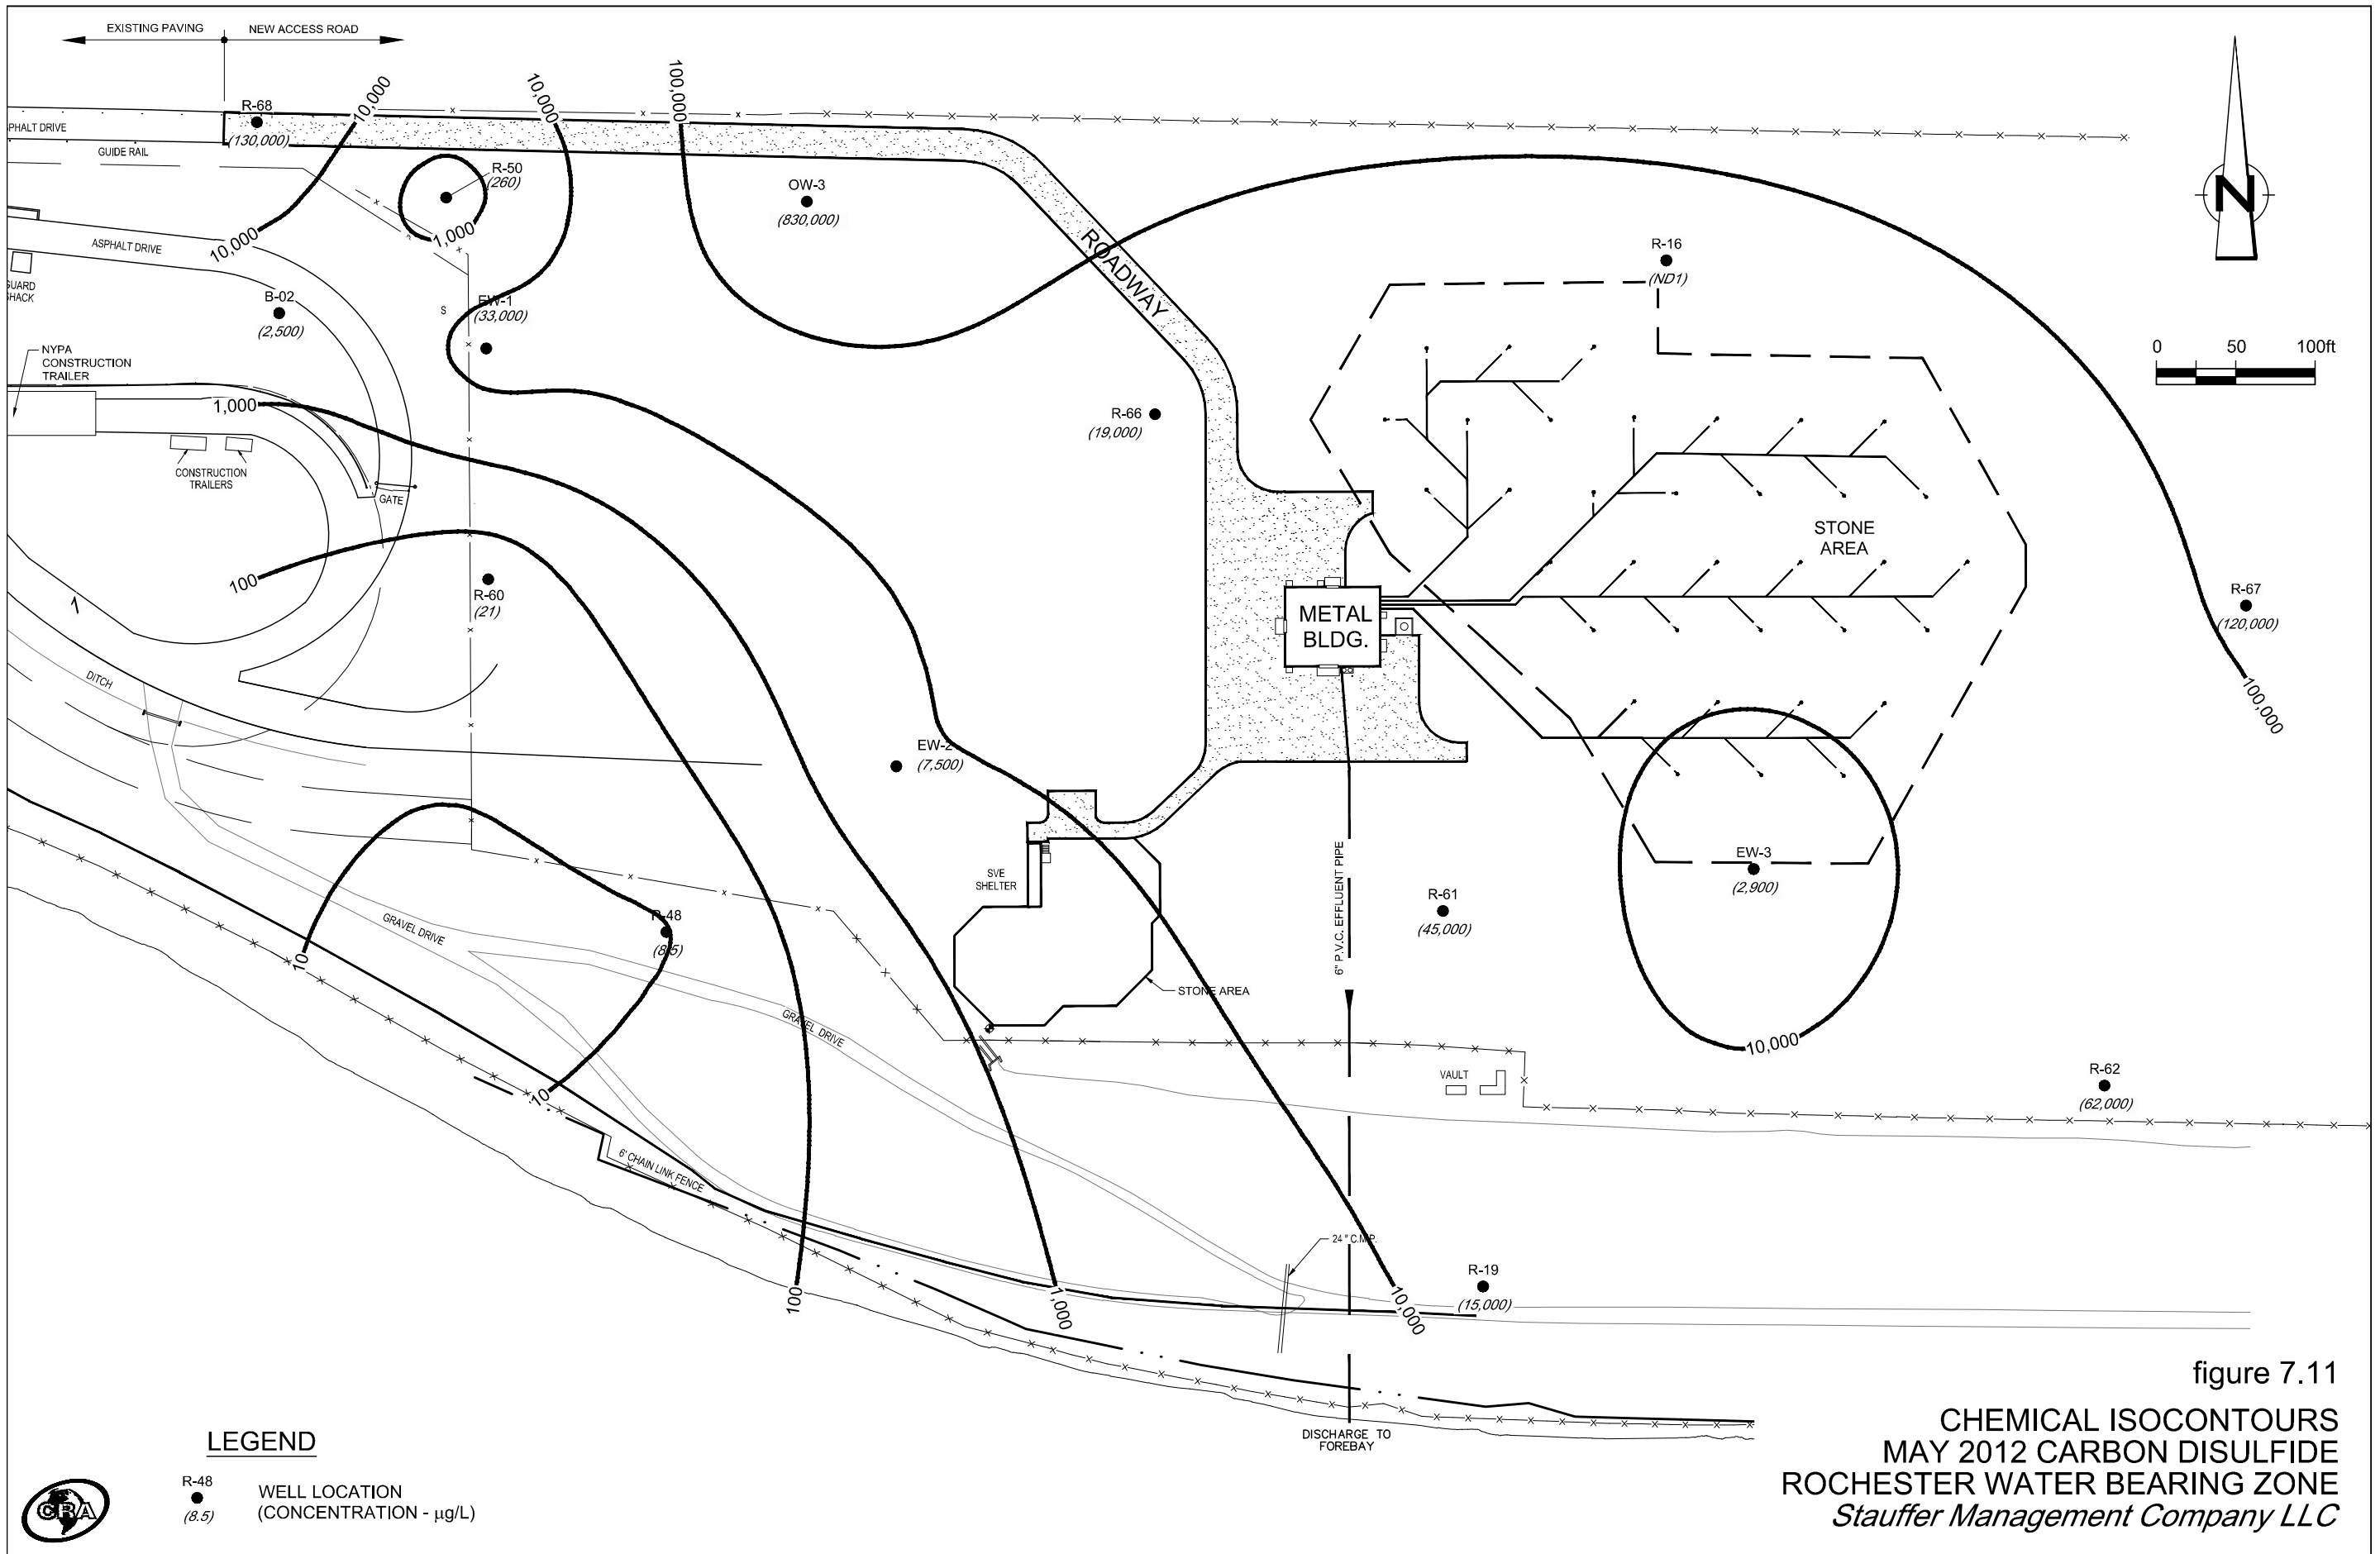 EXISTING PAVING
NEW ACCESS ROAD
R-68
(130,000)
10,000
10,000
100,000
PHALT DRIVE
GUIDE RAIL
R-50
(260)
1,000
OW-3
(830,000)
N
10,000
ASPHALT DRIVE
ROADWAY
R-16
(ND1)
GUARD
SHACK
B-02
(2,500)
S
EW-1
(33,000)
0 50 100ft
NYPA
CONSTRUCTION
TRAILER
1,000
R-66
(19,000)
CONSTRUCTION
TRAILERS
GATE
STONE
AREA
100
R-60
(21)
METAL
BLDG.
R-67
(120,000)
DITCH
100,000
EW-2
(7,500)
SVE
SHELTER
6" P.V.C. EFFLUENT PIPE
EW-3
(2,900)
R-61
(45,000)
R-48
(8.5)
GRAVEL DRIVE
10
STONE AREA
GRAVEL DRIVE
10,000
VAULT
R-62
(62,000)
10
6' CHAIN LINK FENCE
24" C.M.P.
R-19
(15,000)
100
1,000
10,000
DISCHARGE TO
FOREBAY
figure 7.11
CHEMICAL ISOCONTOURS
MAY 2012 CARBON DISULFIDE
ROCHESTER WATER BEARING ZONE
Stauffer Management Company LLC
LEGEND
CRA
R-48
(8.5)
WELL LOCATION
(CONCENTRATION - µg/L)